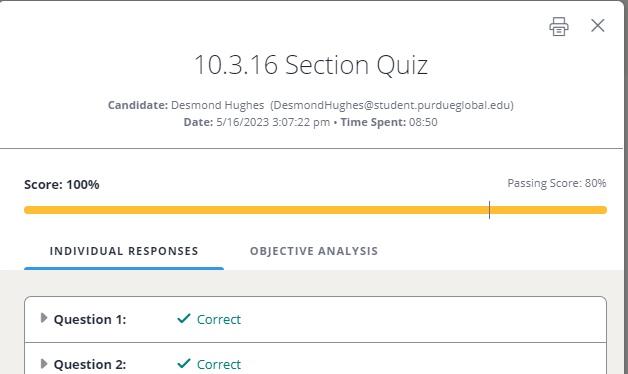 10.3.16 Section Quiz
Candidate: Desmond Hughes (DesmondHughes@student.purdueglobal.edu)
Date: 5/16/2023 3:07:22 pm • Time Spent: 08:50
Score: 100% Passing Score: 80%
INDIVIDUAL RESPONSES OBJECTIVE ANALYSIS
Question 1: Correct
Question 2: Correct